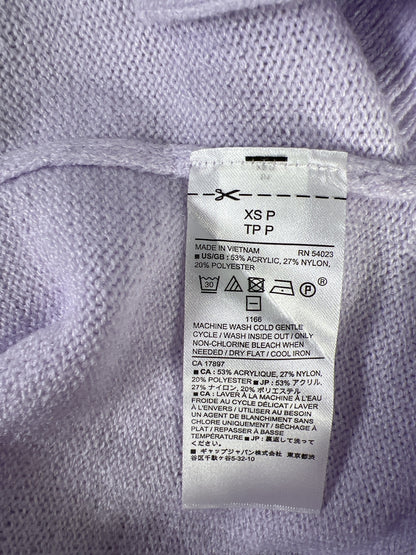 XS P
TP P
MADE IN VIETNAM RN 54023
■ US/GB : 53% ACRYLIC, 27% NYLON,
20% POLYESTER
30 P
1166
MACHINE WASH COLD GENTLE
CYCLE / WASH INSIDE OUT / ONLY
NON-CHLORINE BLEACH WHEN
NEEDED / DRY FLAT / COOL IRON
CA 17897
■ CA : 53% ACRYLIQUE, 27% NYLON,
20% POLYESTER ■ JP : 53% アクリル,
27% ナイロン, 20% ポリエステル
■ CA : LAVER À LA MACHINE À L'EAU
FROIDE AU CYCLE DÉLICAT / LAVER
À L'ENVERS / UTILISER AU BESOIN
UN AGENT DE BLANCHIMENT SANS
CHLORE UNIQUEMENT / SÉCHAGE À
PLAT / REPASSER À BASSE
TEMPÉRATURE ■ JP : 裏返して洗って
ください。
■ ギャップジャパン株式会社 東京都渋
谷区千駄ヶ谷5-32-10